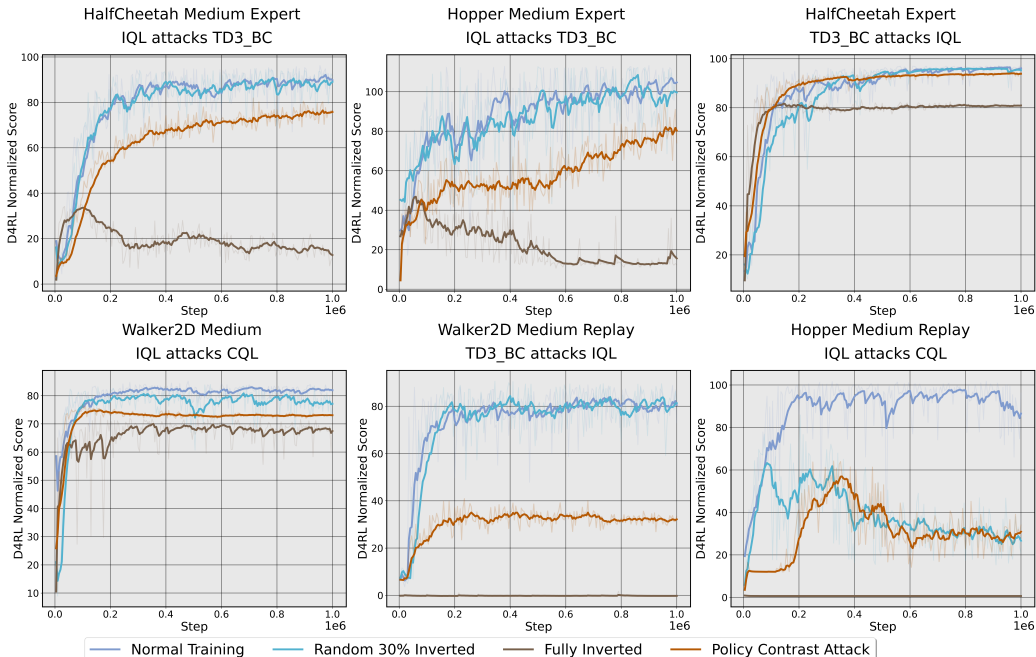 HalfCheetah Medium Expert
IQL attacks TD3_BC
D4RL Normalized Score
100
80
60
40
20
0
0.0 0.2 0.4 0.6 0.8 1.0
Step
1e6
Hopper Medium Expert
IQL attacks TD3_BC
D4RL Normalized Score
100
80
60
40
20
0
0.0 0.2 0.4 0.6 0.8 1.0
Step
1e6
HalfCheetah Expert
TD3_BC attacks IQL
D4RL Normalized Score
100
80
60
40
20
0.0 0.2 0.4 0.6 0.8 1.0
Step
1e6
Walker2D Medium
IQL attacks CQL
D4RL Normalized Score
80
70
60
50
40
30
20
10
0.0 0.2 0.4 0.6 0.8 1.0
Step
1e6
Walker2D Medium Replay
TD3_BC attacks IQL
D4RL Normalized Score
80
60
40
20
0
0.0 0.2 0.4 0.6 0.8 1.0
Step
1e6
Hopper Medium Replay
IQL attacks CQL
D4RL Normalized Score
100
80
60
40
20
0
0.0 0.2 0.4 0.6 0.8 1.0
Step
1e6
Normal Training Random 30% Inverted Fully Inverted Policy Contrast Attack